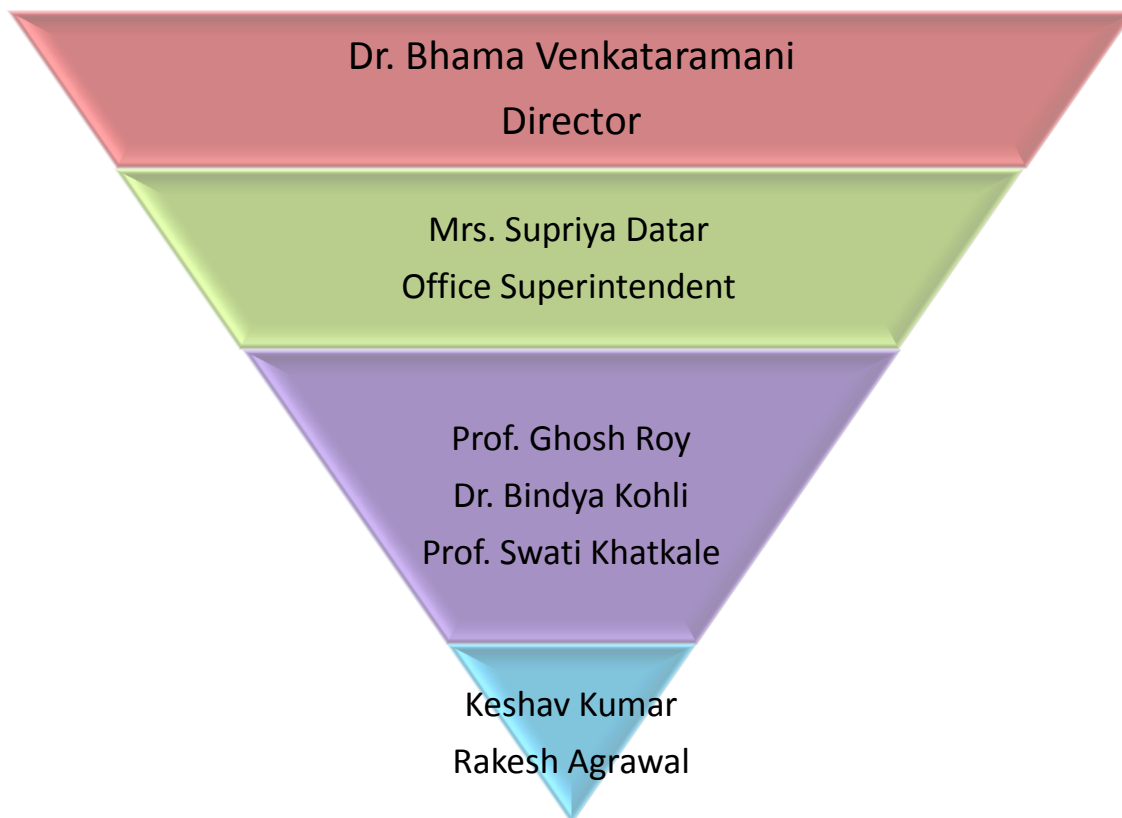 Dr. Bhama Venkataramani
Director
Mrs. Supriya Datar
Office Superintendent
Prof. Ghosh Roy
Dr. Bindya Kohli
Prof. Swati Khatkale
Keshav Kumar
Rakesh Agrawal